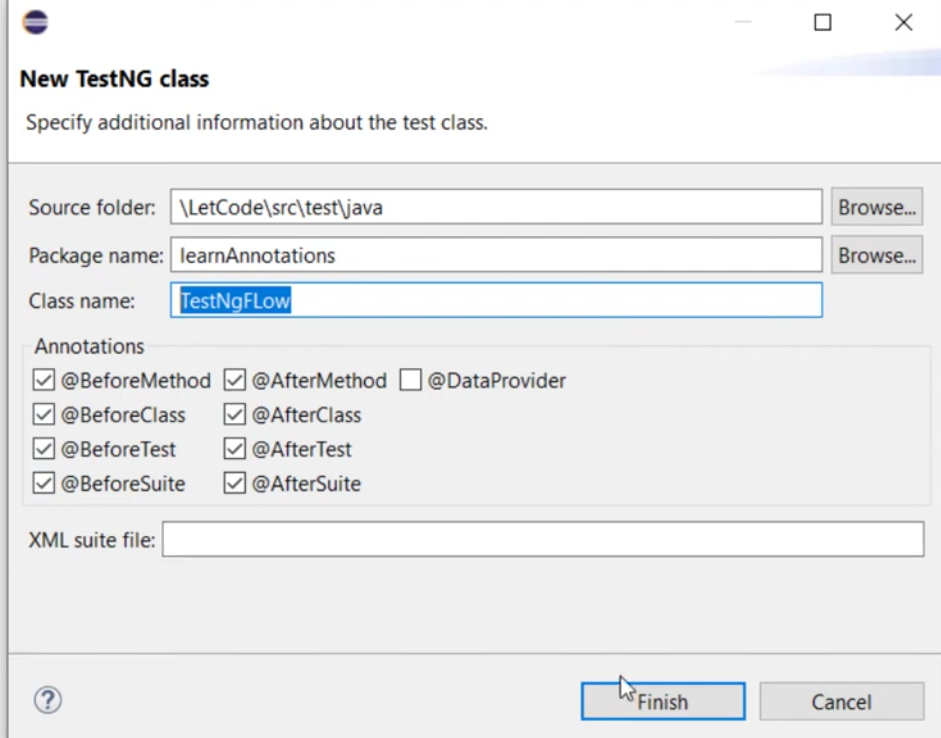 New TestNG class
Specify additional information about the test class.
Source folder: \LetCode\src\test\java Browse...
Package name: learnAnnotations Browse...
Class name: TestNgFLow
Annotations
@BeforeMethod @AfterMethod @DataProvider
@BeforeClass @AfterClass
@BeforeTest @AfterTest
@BeforeSuite @AfterSuite
XML suite file:
? Finish Cancel